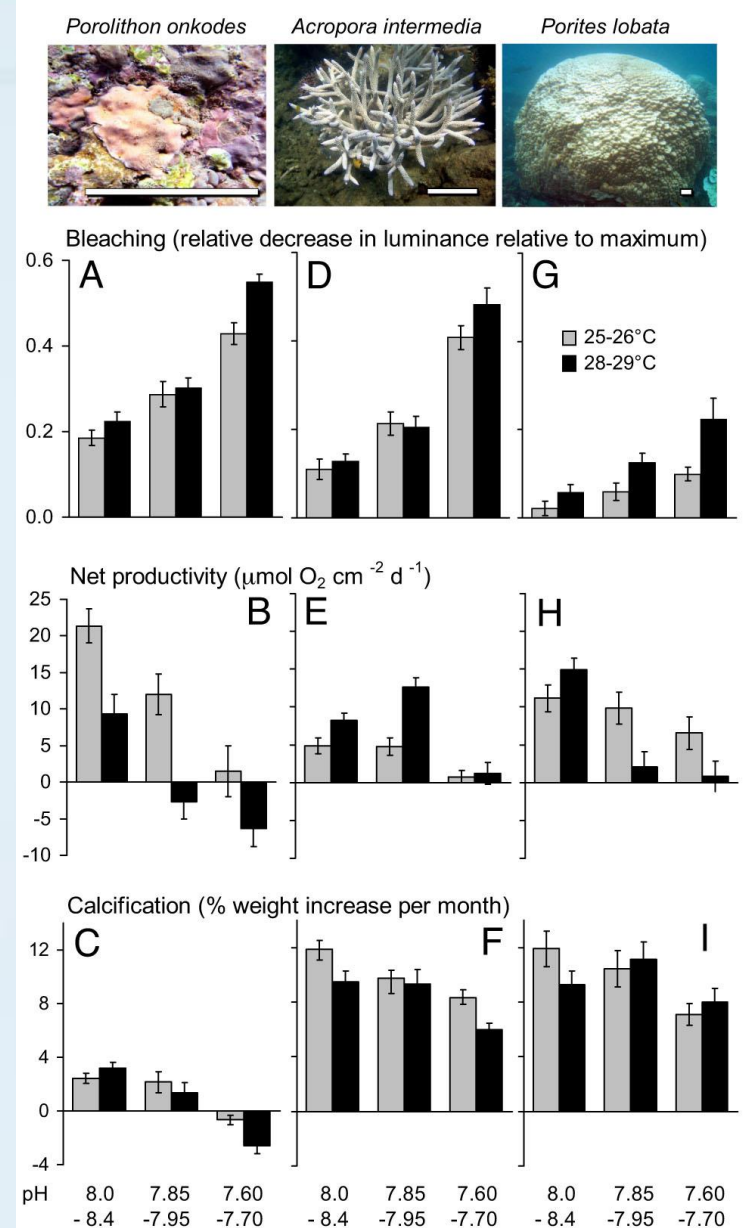 Porolithon onkodes Acropora intermedia Porites lobata
Bleaching (relative decrease in luminance relative to maximum)
0.6
A D G
25-26°C
0.4
28-29°C
0.2
0.0
Net productivity (µmol O₂ cm ⁻² d ⁻¹)
25
B E H
20
15
10
5
0
-5
-10
Calcification (% weight increase per month)
C F I
12
8
4
0
-4
pH 8.0 7.85 7.60 8.0 7.85 7.60 8.0 7.85 7.60
- 8.4 -7.95 -7.70 - 8.4 -7.95 -7.70 - 8.4 -7.95 -7.70